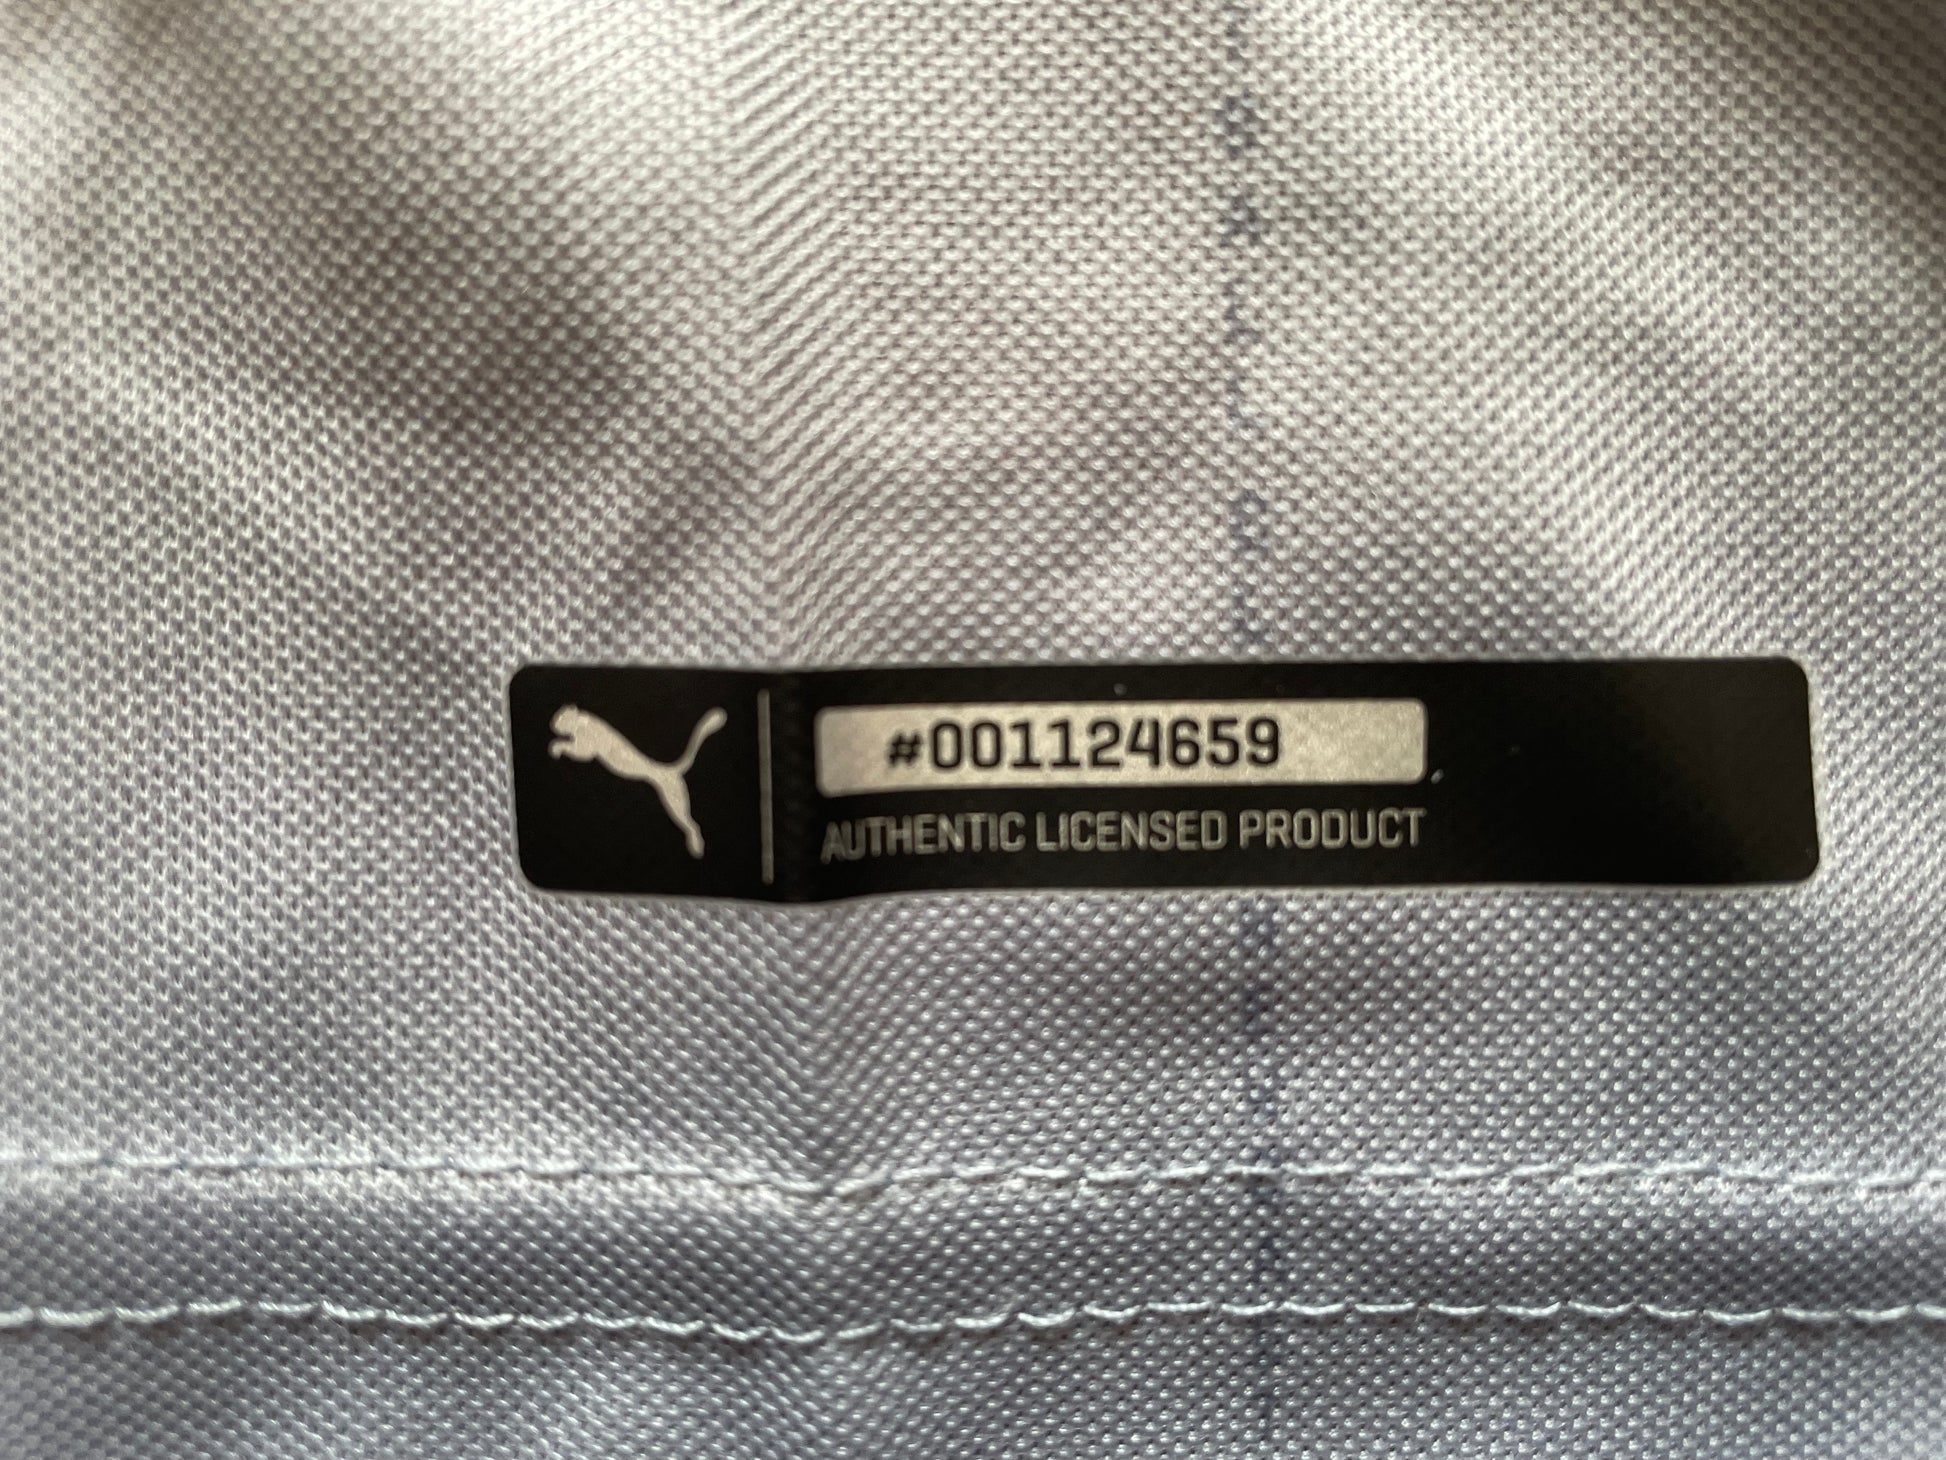 #001124659
AUTHENTIC LICENSED PRODUCT